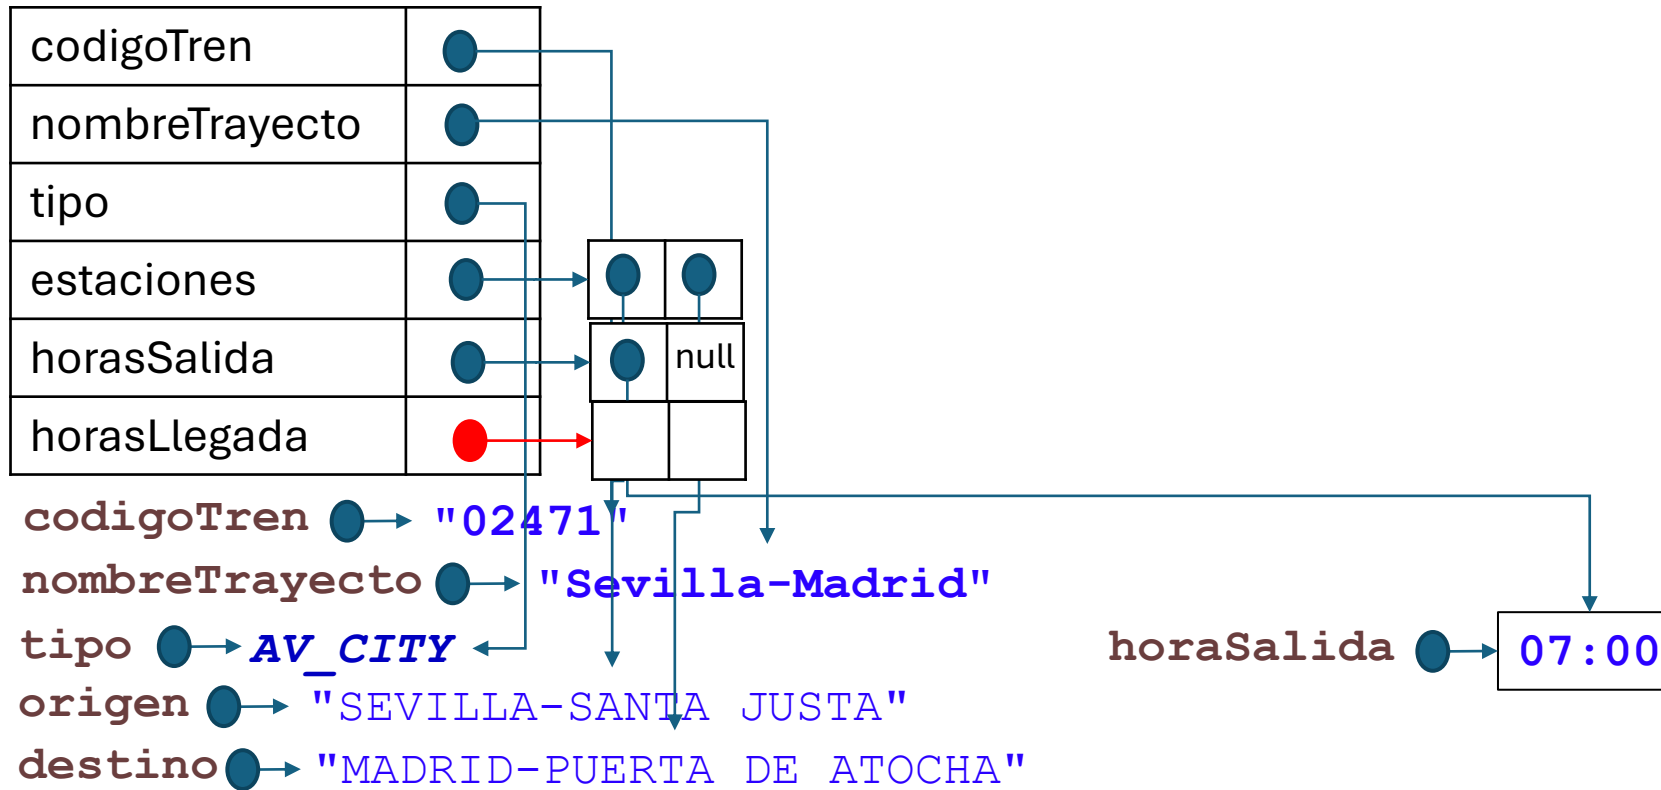 codigoTren
nombreTrayecto
tipo
estaciones
horasSalida null
horasLlegada
codigoTren "02471"
nombreTrayecto "Sevilla-Madrid"
tipo AV_CITY
horaSalida 07:00
origen "SEVILLA-SANTA JUSTA"
destino "MADRID-PUERTA DE ATOCHA"